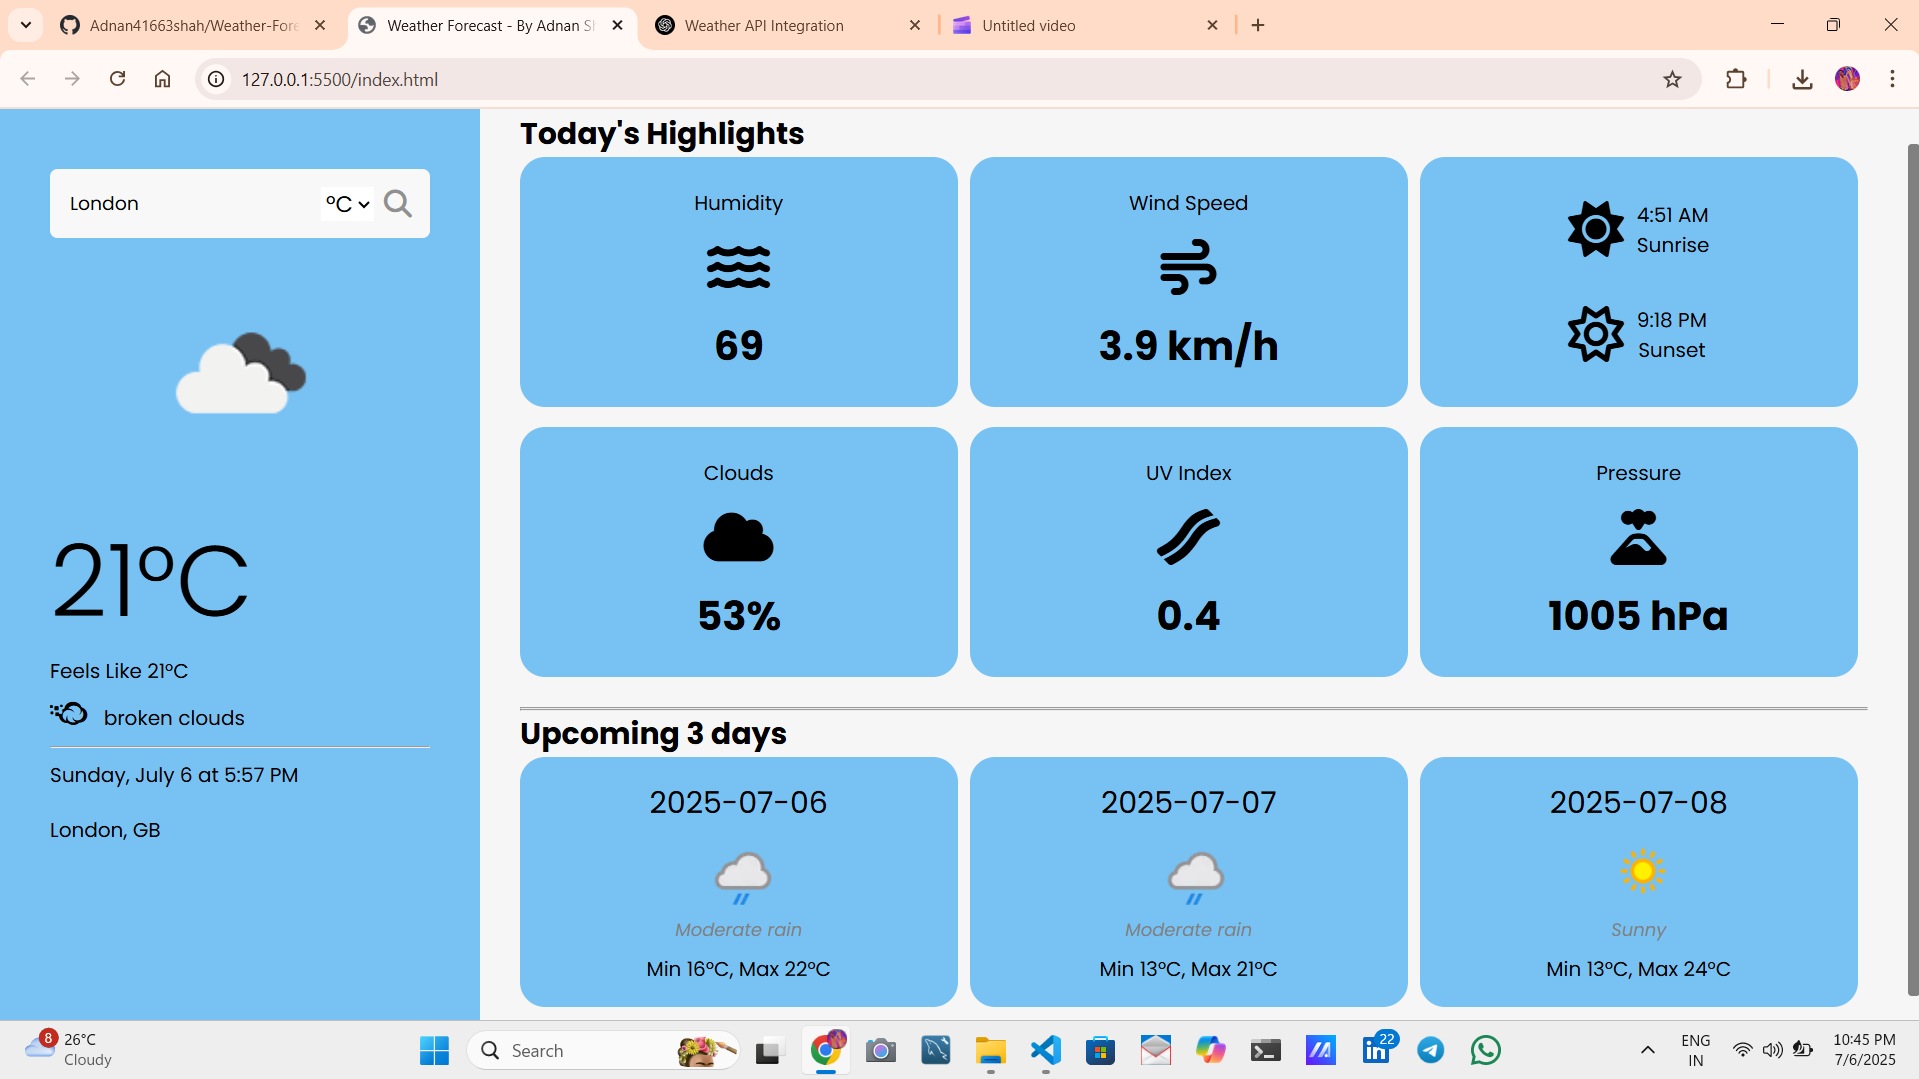 Adnan41663shah/Weather-Fore
Weather Forecast - By Adnan S
Weather API Integration
Untitled video
127.0.0.1:5500/index.html
London
°C
21°C
Feels Like 21°C
broken clouds
Sunday, July 6 at 5:57 PM
London, GB
Today's Highlights
Humidity
69
Wind Speed
3.9 km/h
4:51 AM
Sunrise
9:18 PM
Sunset
Clouds
53%
UV Index
0.4
Pressure
1005 hPa
Upcoming 3 days
2025-07-06
Moderate rain
Min 16°C, Max 22°C
2025-07-07
Moderate rain
Min 13°C, Max 21°C
2025-07-08
Sunny
Min 13°C, Max 24°C
8
26°C
Cloudy
Search
in
22
ENG
IN
10:45 PM
7/6/2025